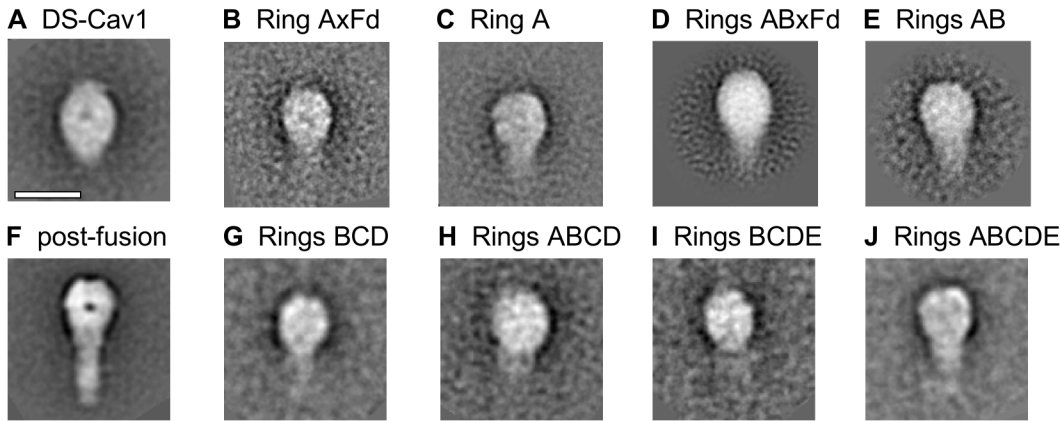 A DS-Cav1
B Ring AxFd
C Ring A
D Rings ABxFd
E Rings AB
F post-fusion
G Rings BCD
H Rings ABCD
I Rings BCDE
J Rings ABCDE